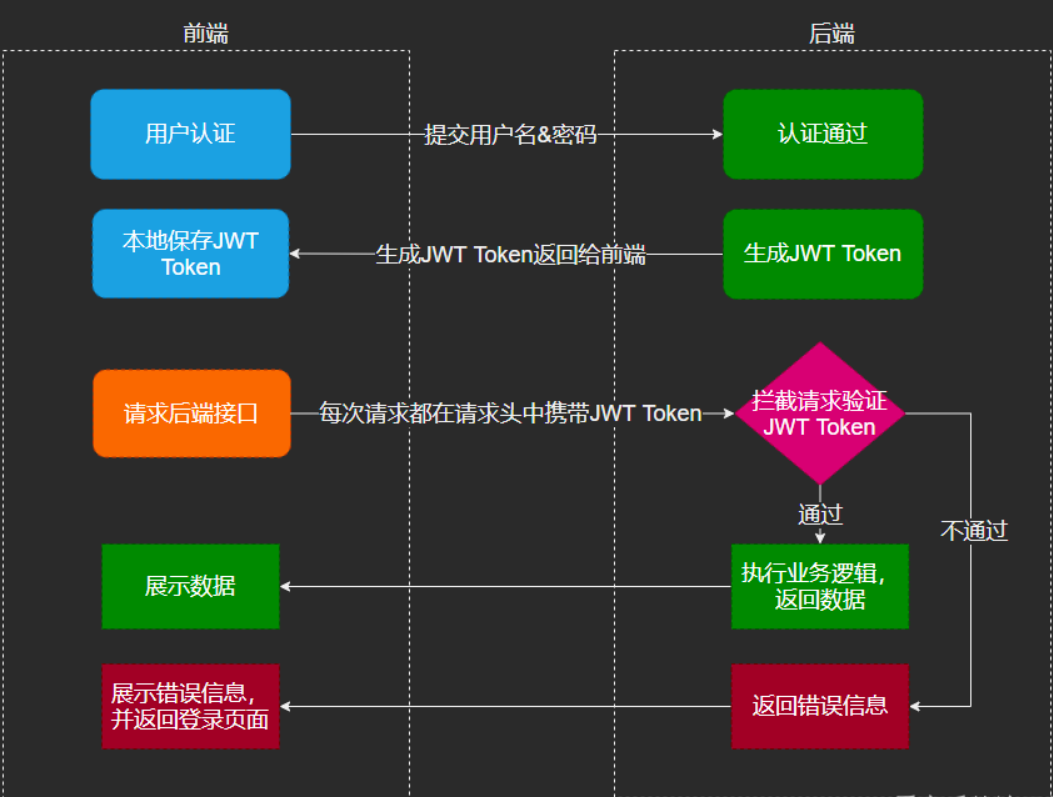 前端
后端
用户认证
提交用户名&密码
认证通过
本地保存JWT
Token
生成JWT Token返回给前端
生成JWT Token
请求后端接口
每次请求都在请求头中携带JWT Token
拦截请求验证
JWT Token
通过
不通过
展示数据
执行业务逻辑，
返回数据
展示错误信息，
并返回登录页面
返回错误信息